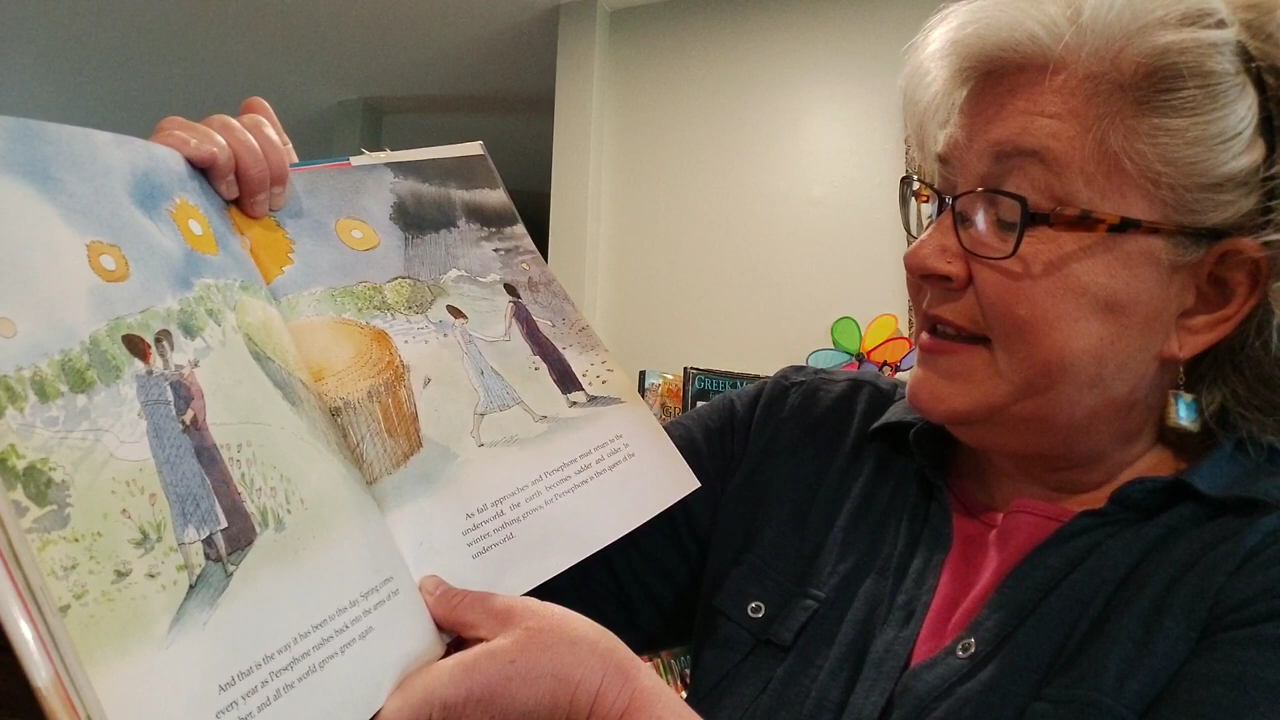 And that is the way it has been to this day. Spring comes
every year as Persephone rushes back into the arms of her
her, and all the world grows green again.
As fall approaches and Persephone must return to the
underworld, the earth becomes sadder and colder. In
winter, nothing grows, for Persephone is then queen of the
underworld.
GREEK M
GR